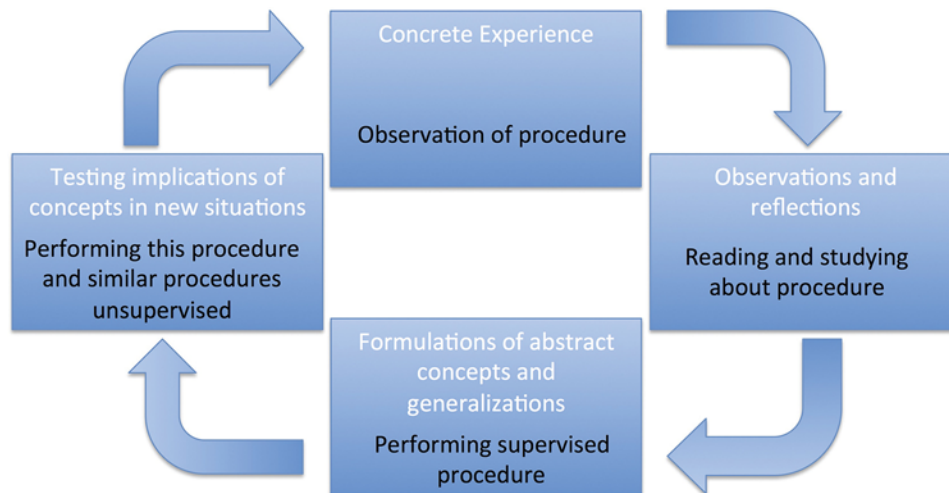 Concrete Experience
Observation of procedure
Observations and
reflections
Reading and studying
about procedure
Formulations of abstract
concepts and
generalizations
Performing supervised
procedure
Testing implications of
concepts in new situations
Performing this procedure
and similar procedures
unsupervised